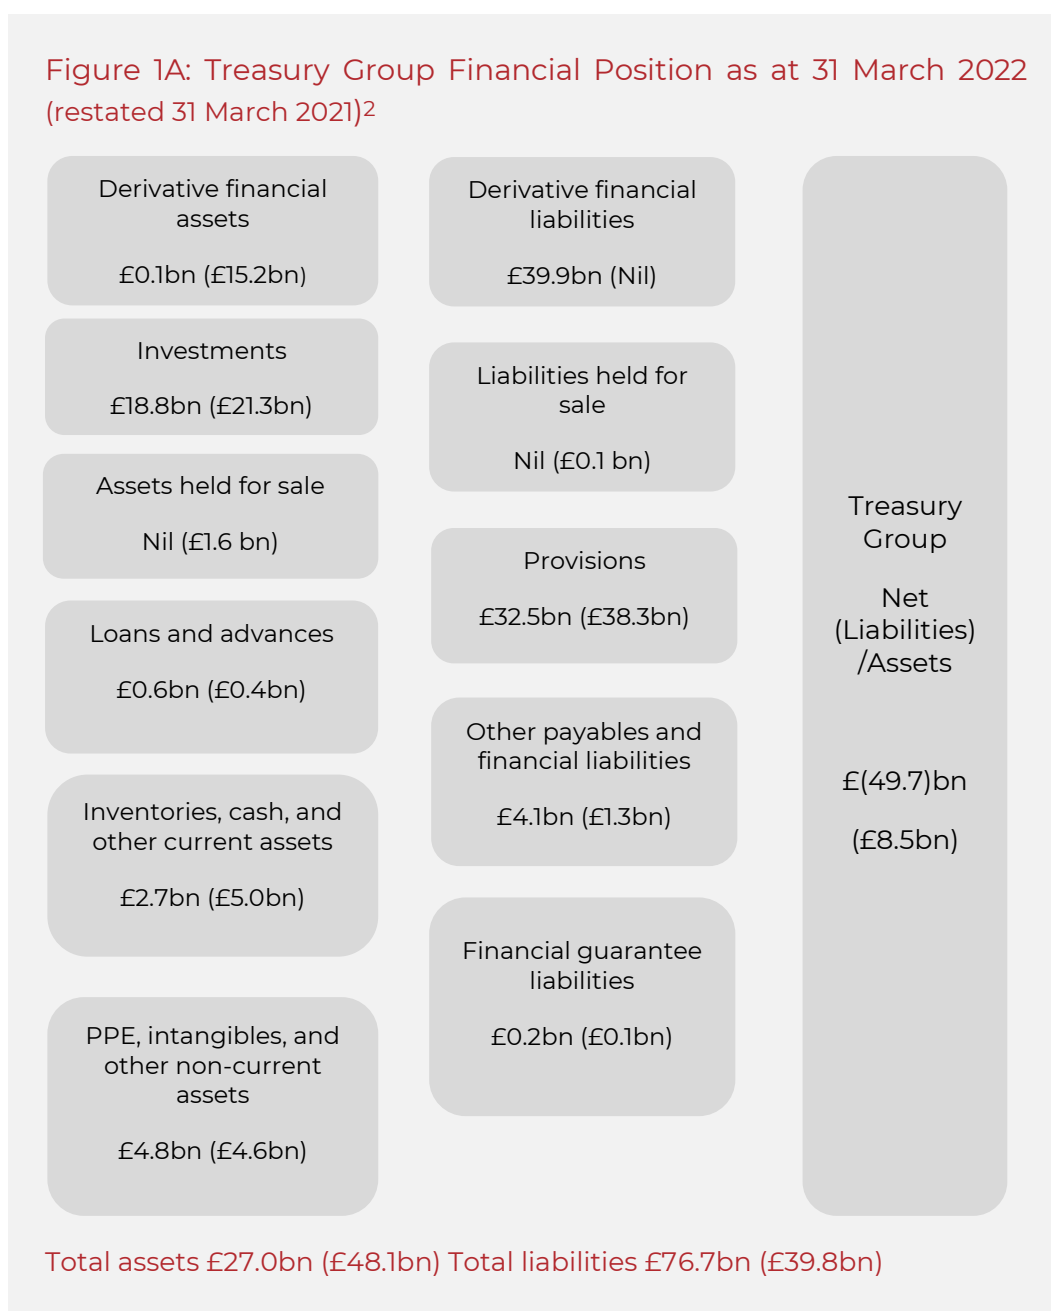 Figure 1A: Treasury Group Financial Position as at 31 March 2022
(restated 31 March 2021)2
Derivative financial
assets
£0.1bn (£15.2bn)
Investments
£18.8bn (£21.3bn)
Assets held for sale
Nil (£1.6 bn)
Loans and advances
£0.6bn (£0.4bn)
Inventories, cash, and
other current assets
£2.7bn (£5.0bn)
PPE, intangibles, and
other non-current
assets
£4.8bn (£4.6bn)
Derivative financial
liabilities
£39.9bn (Nil)
Liabilities held for
sale
Nil (£0.1 bn)
Provisions
£32.5bn (£38.3bn)
Other payables and
financial liabilities
£4.1bn (£1.3bn)
Financial guarantee
liabilities
£0.2bn (£0.1bn)
Treasury
Group
Net
(Liabilities)
/Assets
£(49.7)bn
(£8.5bn)
Total assets £27.0bn (£48.1bn) Total liabilities £76.7bn (£39.8bn)